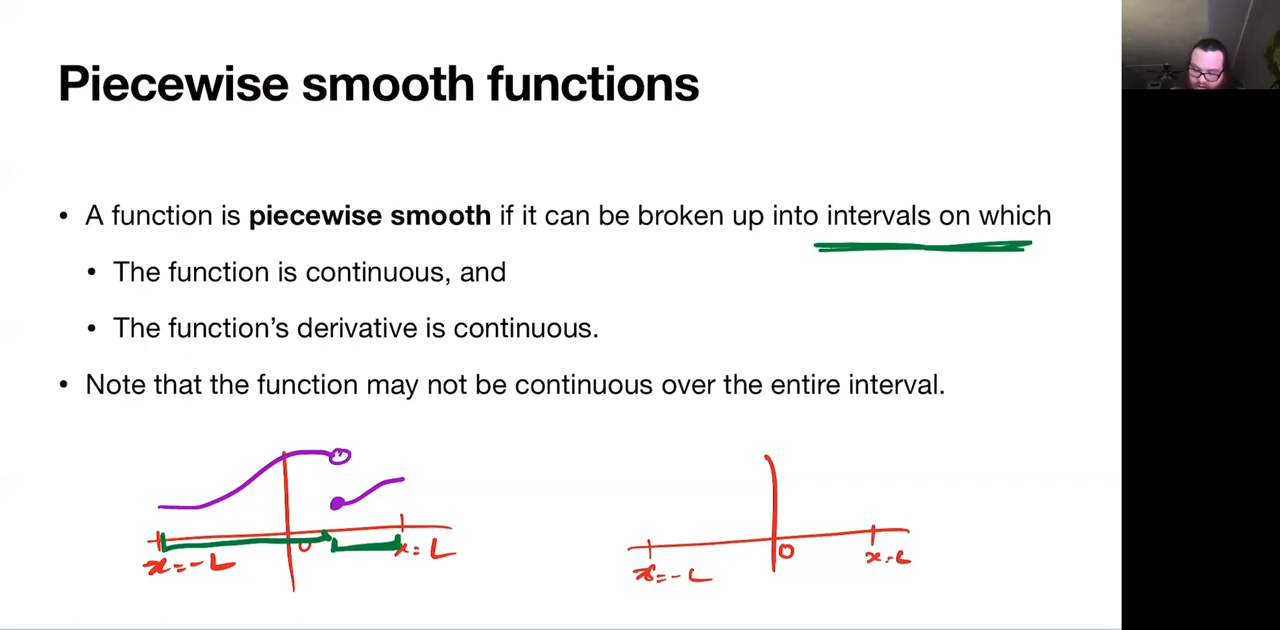 Piecewise smooth functions
• A function is piecewise smooth if it can be broken up into intervals on which
• The function is continuous, and
• The function's derivative is continuous.
• Note that the function may not be continuous over the entire interval.
x=-L 0 x=L
x=-L 0 x=L